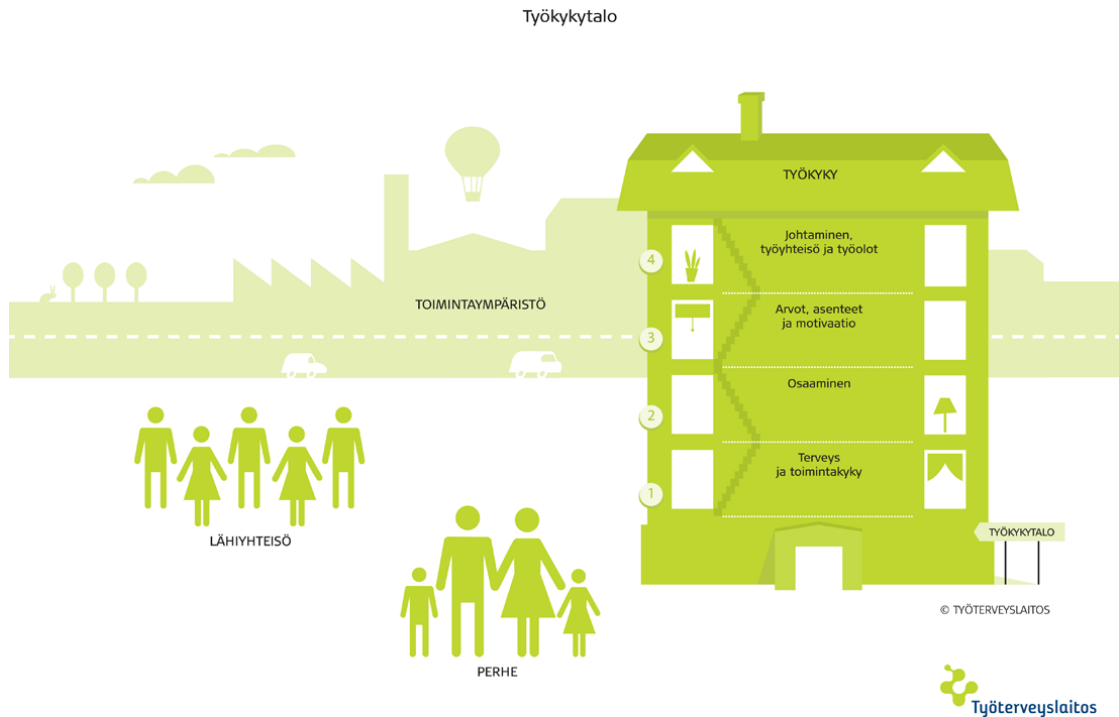 Työkykytalo
TYÖKYKY
4
Johtaminen,
työyhteisö ja työolot
TOIMINTAYMPÄRISTÖ
3
Arvot, asenteet
ja motivaatio
2
Osaaminen
1
Terveys
ja toimintakyky
LÄHIYHTEISÖ
PERHE
TYÖKYKYTALO
© TYÖTERVEYSLAITOS
Työterveyslaitos